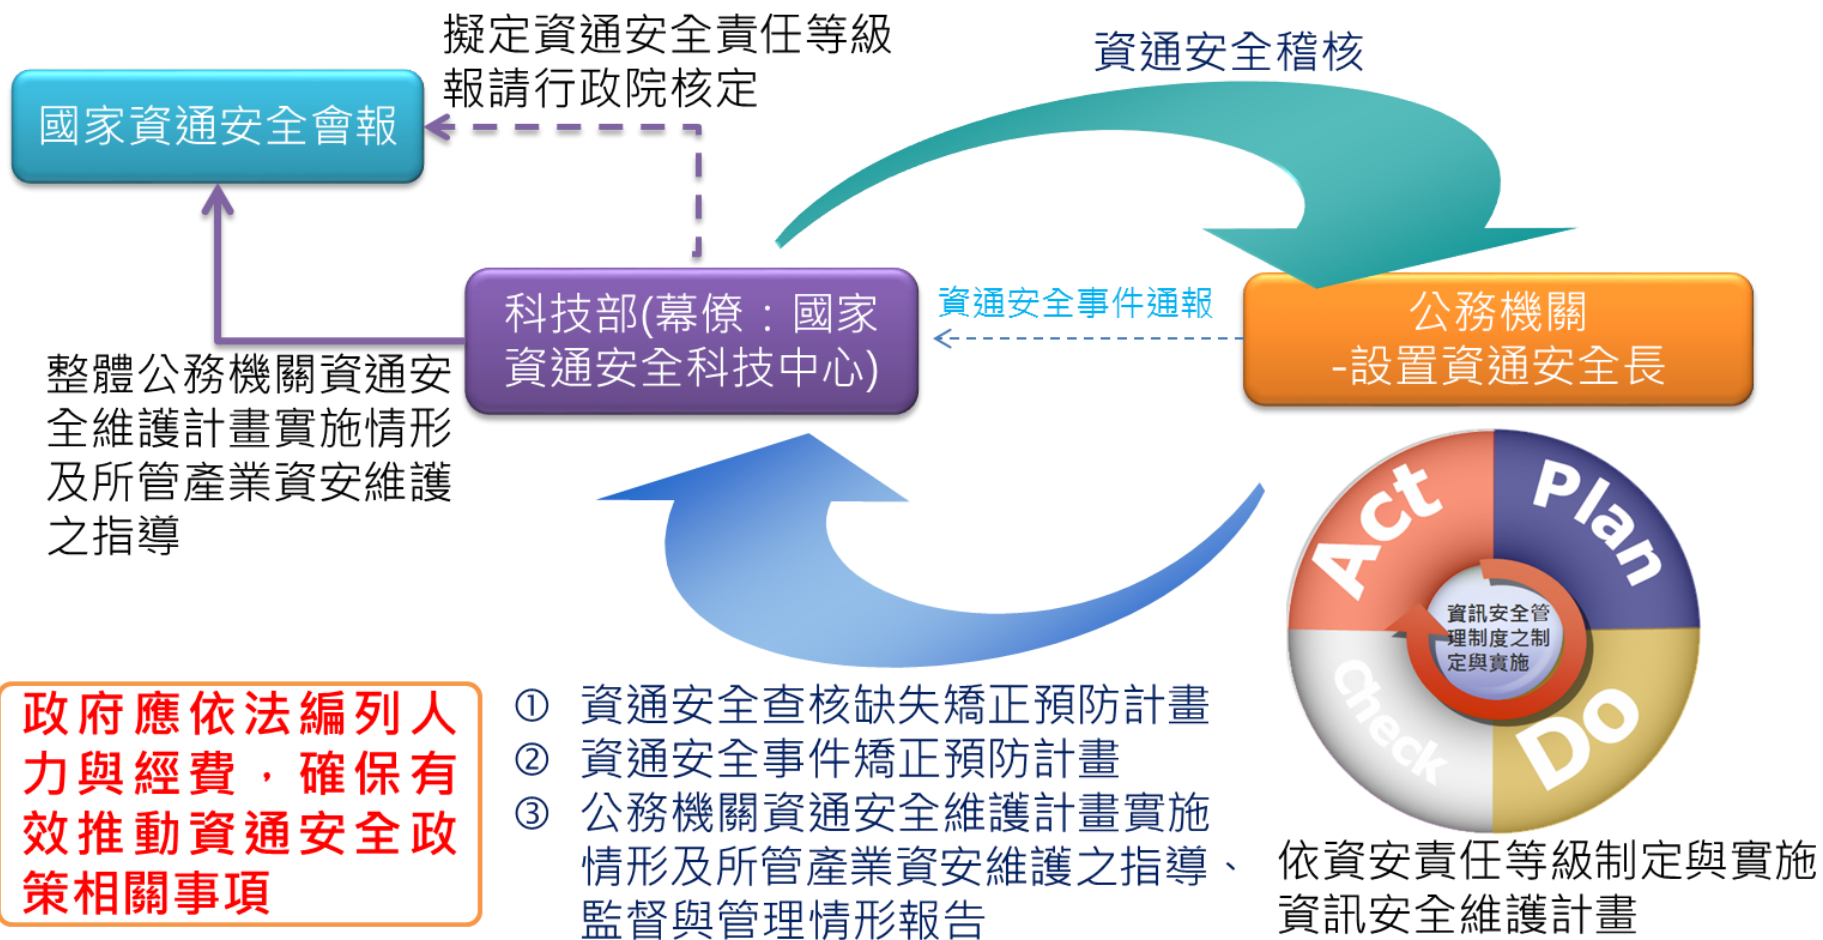 擬定資通安全責任等級
報請行政院核定
資通安全稽核
國家資通安全會報
科技部(幕僚：國家
資通安全科技中心)
資通安全事件通報
公務機關
-設置資通安全長
整體公務機關資通安
全維護計畫實施情形
及所管產業資安維護
之指導
Act
Plan
資訊安全管
理制度之制
定與實施
Check
Do
政府應依法編列人
力與經費，確保有
效推動資通安全政
策相關事項
① 資通安全查核缺失矯正預防計畫
② 資通安全事件矯正預防計畫
③ 公務機關資通安全維護計畫實施
情形及所管產業資安維護之指導、
監督與管理情形報告
依資安責任等級制定與實施
資訊安全維護計畫